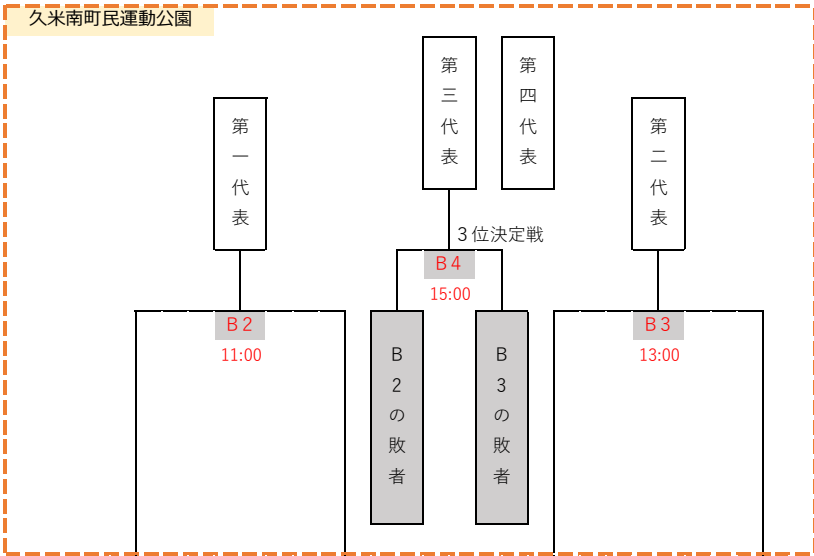 久米南町民運動公園
第三代表
第四代表
第一代表
第二代表
３位決定戦
Ｂ４
15:00
Ｂ２
11:00
Ｂ３
13:00
Ｂ２の敗者
Ｂ３の敗者